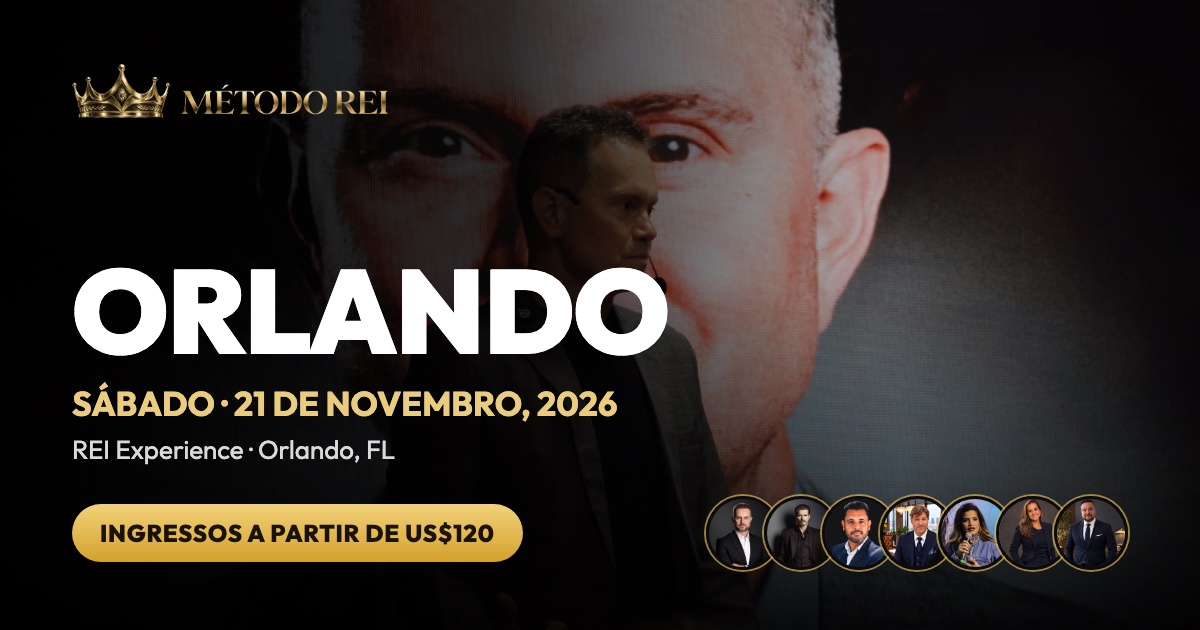 MÉTODO REI
ORLANDO
SÁBADO · 21 DE NOVEMBRO, 2026
REI Experience · Orlando, FL
INGRESSOS A PARTIR DE US$120